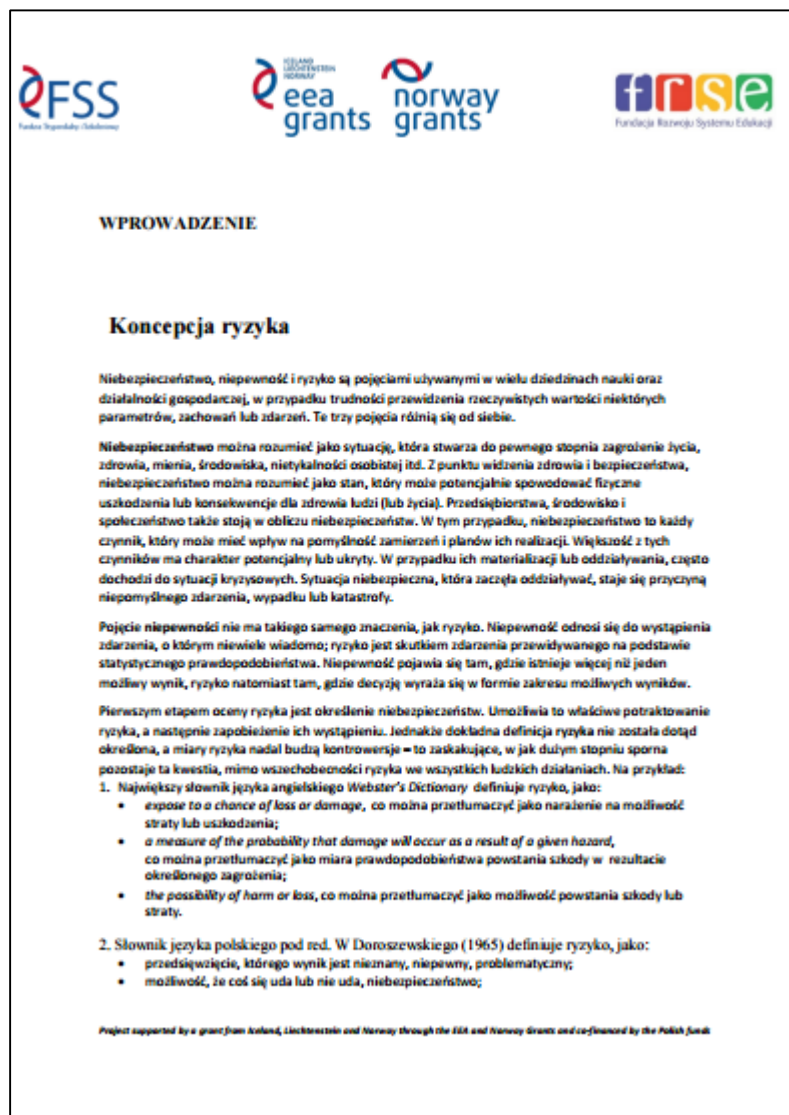 FSS
Fundusz Stypendialny i Szkoleniowy
ICELAND
LIECHTENSTEIN
NORWAY
eea
grants
norway
grants
frse
Fundacja Rozwoju Systemu Edukacji
WPROWADZENIE
Koncepcja ryzyka
Niebezpieczeństwo, niepewność i ryzyko są pojęciami używanymi w wielu dziedzinach nauki oraz
działalności gospodarczej, w przypadku trudności przewidzenia rzeczywistych wartości niektórych
parametrów, zachowań lub zdarzeń. Te trzy pojęcia różnią się od siebie.
Niebezpieczeństwo można rozumieć jako sytuację, która stwarza do pewnego stopnia zagrożenie życia,
zdrowia, mienia, środowiska, nietykalności osobistej itd. Z punktu widzenia zdrowia i bezpieczeństwa,
niebezpieczeństwo można rozumieć jako stan, który może potencjalnie spowodować fizyczne
uszkodzenia lub konsekwencje dla zdrowia ludzi (lub życia). Przedsiębiorstwa, środowisko i
społeczeństwo także stoją w obliczu niebezpieczeństw. W tym przypadku, niebezpieczeństwo to każdy
czynnik, który może mieć wpływ na pomyślność zamierzeń i planów ich realizacji. Większość z tych
czynników ma charakter potencjalny lub ukryty. W przypadku ich materializacji lub oddziaływania, często
dochodzi do sytuacji kryzysowych. Sytuacja niebezpieczna, która zaczęła oddziaływać, staje się przyczyną
niepomyślnego zdarzenia, wypadku lub katastrofy.
Pojęcie niepewności nie ma takiego samego znaczenia, jak ryzyko. Niepewność odnosi się do wystąpienia
zdarzenia, o którym niewiele wiadomo; ryzyko jest skutkiem zdarzenia przewidywanego na podstawie
statystycznego prawdopodobieństwa. Niepewność pojawia się tam, gdzie istnieje więcej niż jeden
możliwy wynik, ryzyko natomiast tam, gdzie decyzję wyraża się w formie zakresu możliwych wyników.
Pierwszym etapem oceny ryzyka jest określenie niebezpieczeństw. Umożliwia to właściwe potraktowanie
ryzyka, a następnie zapobieżenie ich wystąpieniu. Jednakże dokładna definicja ryzyka nie została dotąd
określona, a miary ryzyka nadal budzą kontrowersje – to zaskakujące, w jak dużym stopniu sporna
pozostaje ta kwestia, mimo wszechobecności ryzyka we wszystkich ludzkich działaniach. Na przykład:
1. Największy słownik języka angielskiego Webster's Dictionary definiuje ryzyko, jako:
• expose to a chance of loss or damage, co można przetłumaczyć jako narażenie na możliwość
straty lub uszkodzenia;
• a measure of the probability that damage will occur as a result of a given hazard,
co można przetłumaczyć jako miara prawdopodobieństwa powstania szkody w rezultacie
określonego zagrożenia;
• the possibility of harm or loss, co można przetłumaczyć jako możliwość powstania szkody lub
straty.
2. Słownik języka polskiego pod red. W Doroszewskiego (1965) definiuje ryzyko, jako:
• przedsięwzięcie, którego wynik jest nieznany, niepewny, problematyczny;
• możliwość, że coś się uda lub nie uda, niebezpieczeństwo;
Project supported by a grant from Iceland, Liechtenstein and Norway through the EEA and Norway Grants and co-financed by the Polish funds